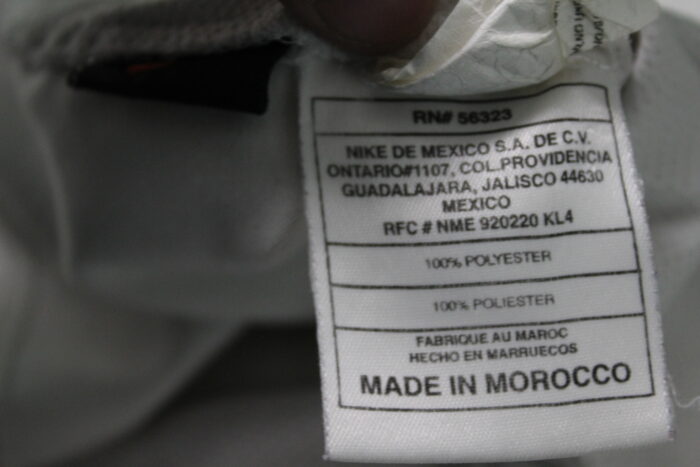 RN# 56323
NIKE DE MEXICO S.A. DE C.V.
ONTARIO#1107, COL.PROVIDENCIA
GUADALAJARA, JALISCO 44630
MEXICO
RFC # NME 920220 KL4
100% POLYESTER
100% POLIESTER
FABRIQUE AU MAROC
HECHO EN MARRUECOS
MADE IN MOROCCO